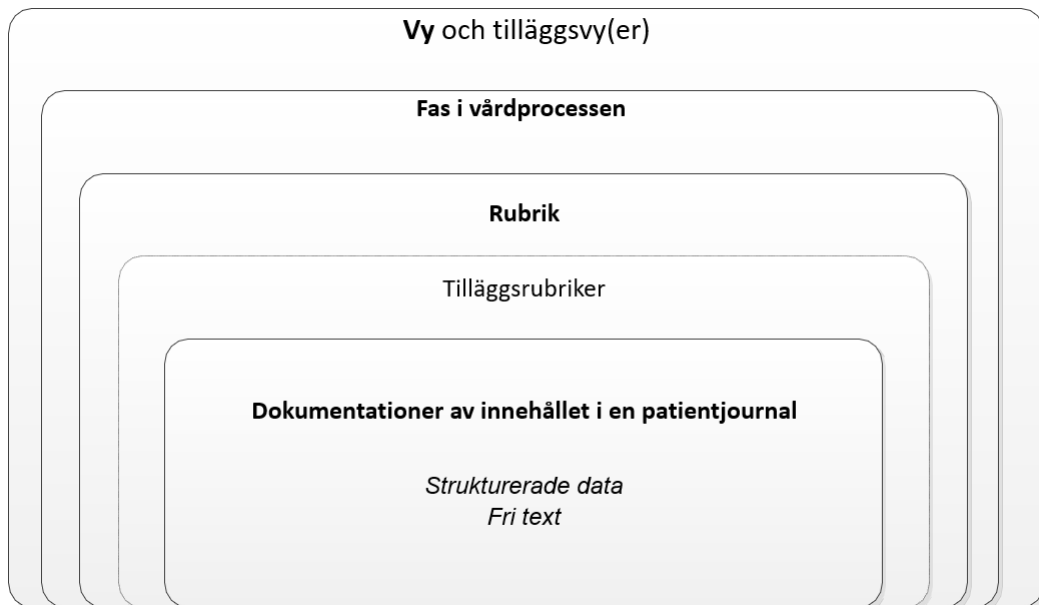 Vy och tilläggsvy(er)
Fas i vårdprocessen
Rubrik
Tilläggsrubriker
Dokumentationer av innehållet i en patientjournal
Strukturerade data
Fri text